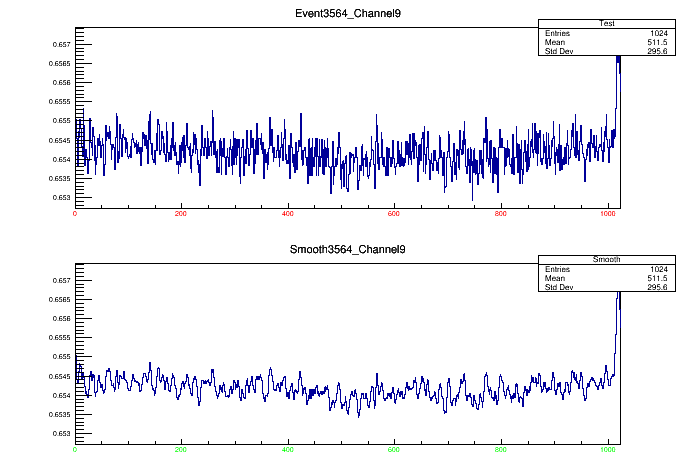 Event3564_Channel9
Test
Entries 1024
Mean 511.5
Std Dev 295.6
0.657
0.6565
0.656
0.6555
0.655
0.6545
0.654
0.6535
0.653
0 200 400 600 800 1000
Smooth3564_Channel9
Smooth
Entries 1024
Mean 511.5
Std Dev 295.6
0.657
0.6565
0.656
0.6555
0.655
0.6545
0.654
0.6535
0.653
0 200 400 600 800 1000